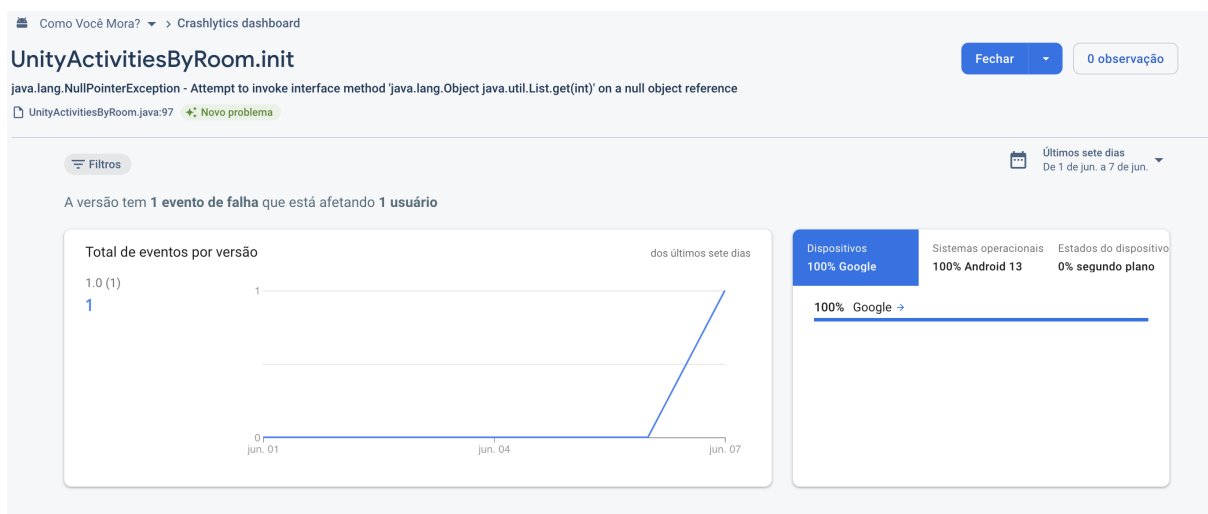 Como Você Mora? > Crashlytics dashboard
UnityActivitiesByRoom.init
Fechar
0 observação
java.lang.NullPointerException - Attempt to invoke interface method 'java.lang.Object java.util.List.get(int)' on a null object reference
UnityActivitiesByRoom.java:97 Novo problema
Filtros
Últimos sete dias
De 1 de jun. a 7 de jun.
A versão tem 1 evento de falha que está afetando 1 usuário
Total de eventos por versão
dos últimos sete dias
1.0 (1)
1
1
0
jun. 01 jun. 04 jun. 07
Dispositivos
100% Google
Sistemas operacionais
100% Android 13
Estados do dispositivo
0% segundo plano
100% Google →